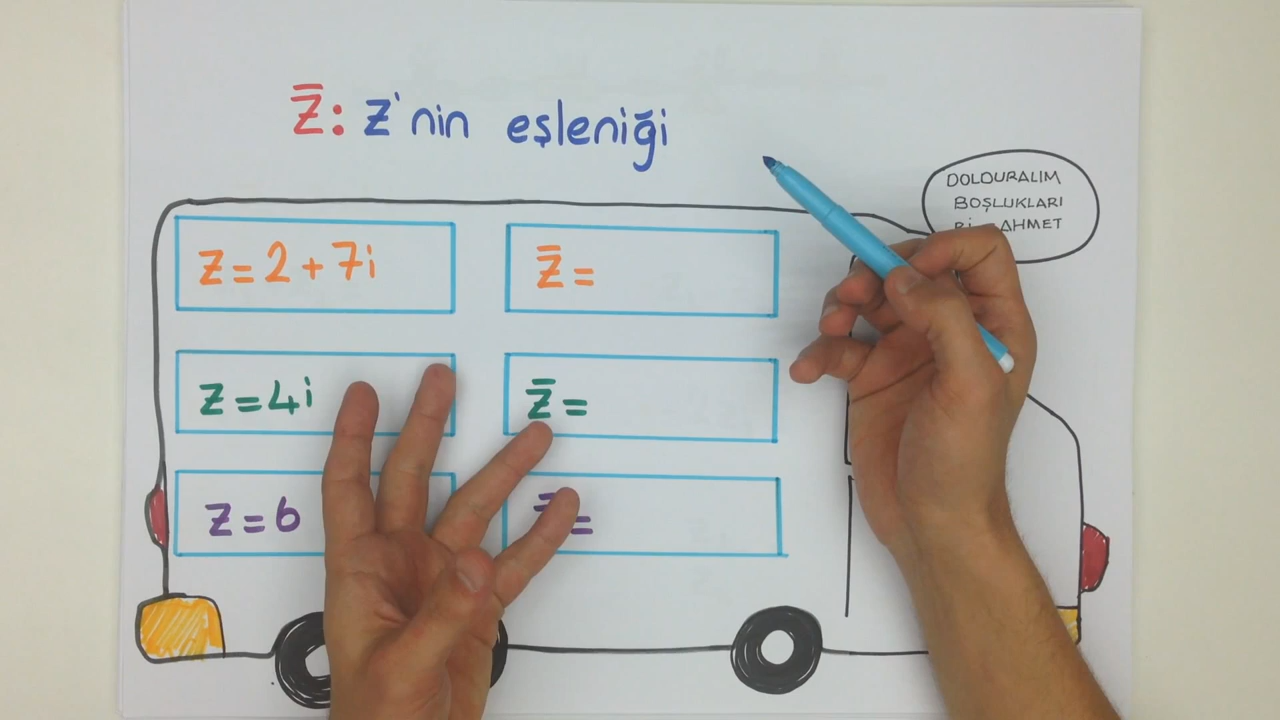 z̅: z'nin eşleniği
DOLDURALIM
BOŞLUKLARI
AHMET
z = 2 + 7i
z̅ =
z = 4i
z̅ =
z = 6
=